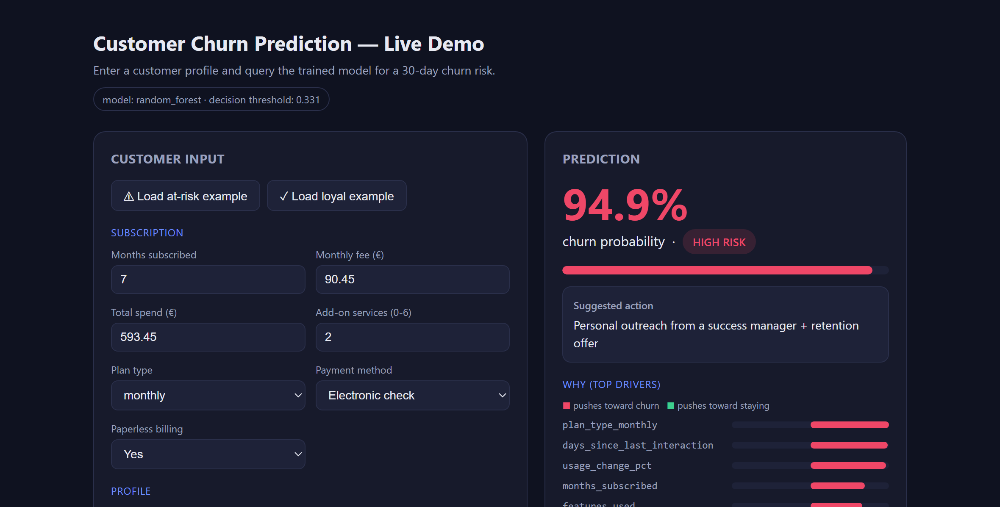 Customer Churn Prediction — Live Demo
Enter a customer profile and query the trained model for a 30-day churn risk.
model: random_forest · decision threshold: 0.331
CUSTOMER INPUT
⚠ Load at-risk example
✓ Load loyal example
SUBSCRIPTION
Months subscribed
7
Monthly fee (€)
90.45
Total spend (€)
593.45
Add-on services (0-6)
2
Plan type
monthly
Payment method
Electronic check
Paperless billing
Yes
PROFILE
PREDICTION
94.9%
churn probability · HIGH RISK
Suggested action
Personal outreach from a success manager + retention
offer
WHY (TOP DRIVERS)
pushes toward churn pushes toward staying
plan_type_monthly
days_since_last_interaction
usage_change_pct
months_subscribed
features_used